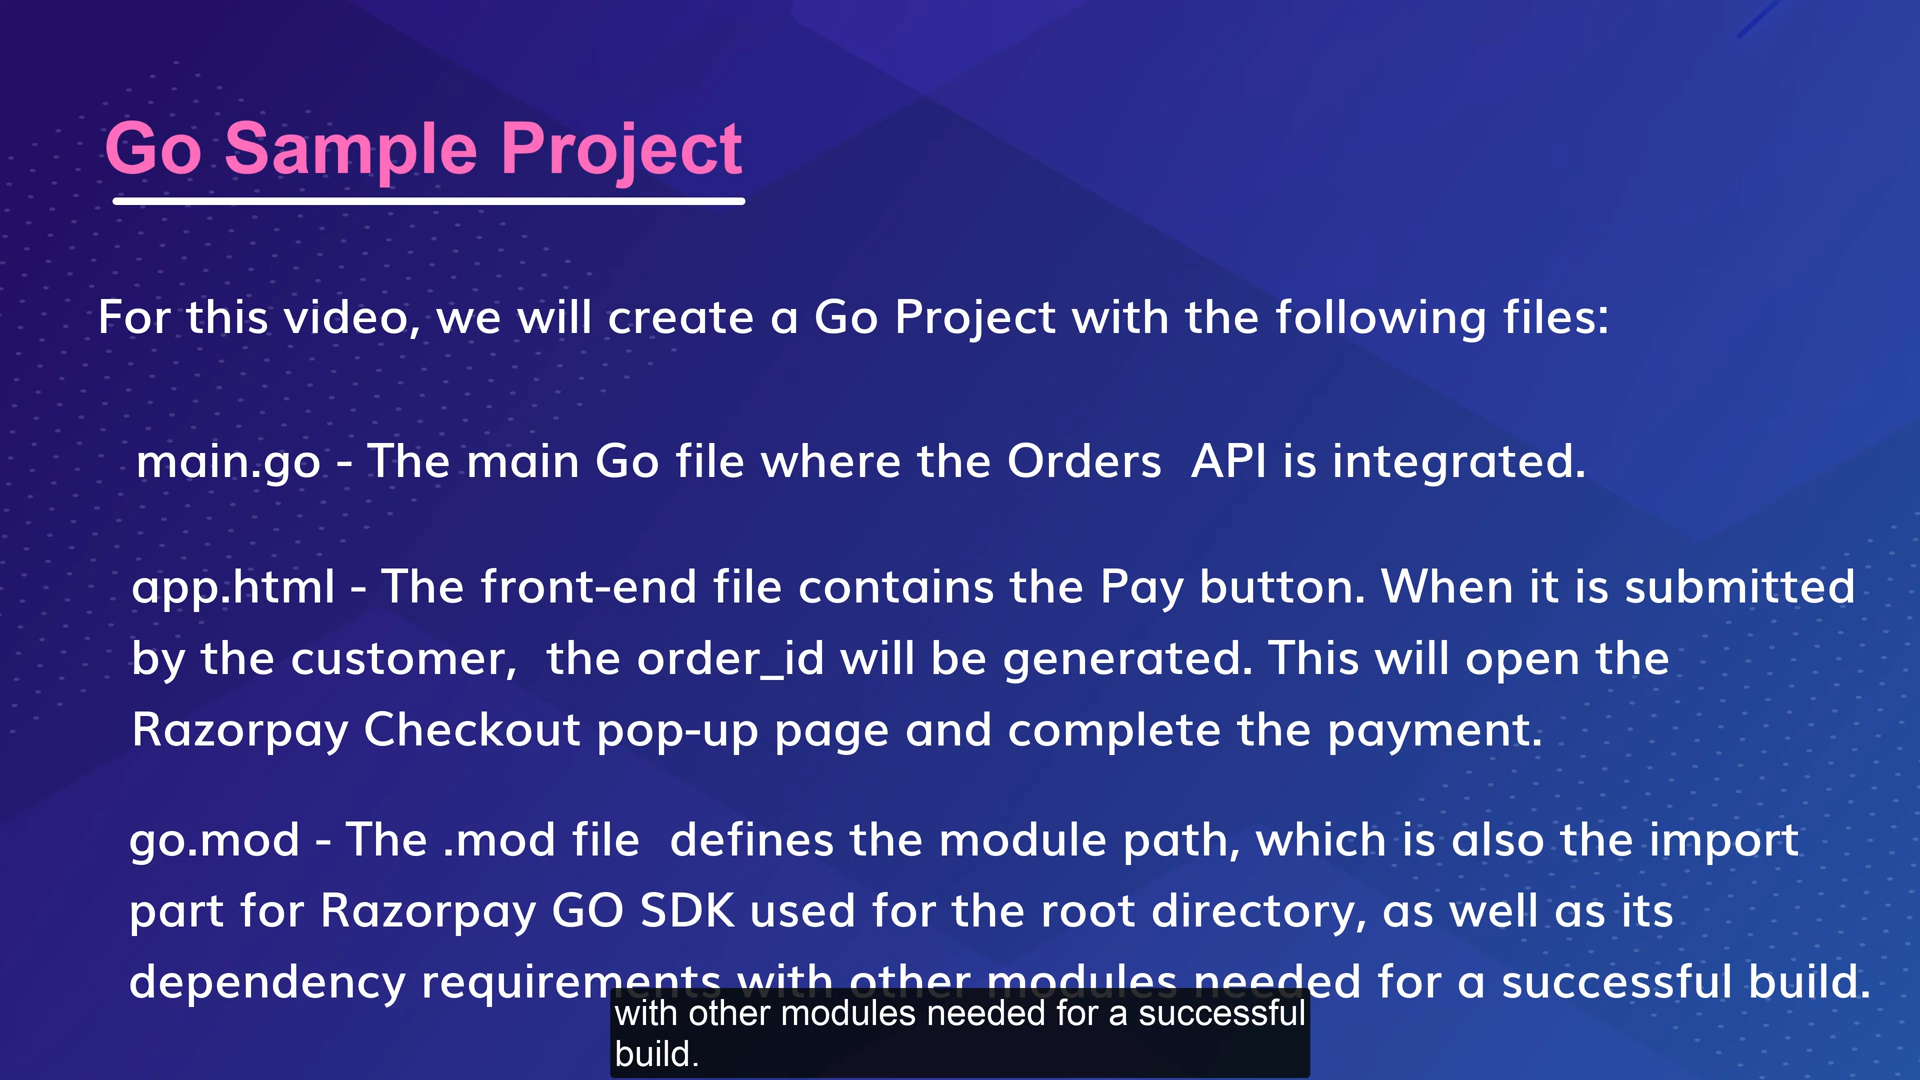 Go Sample Project
For this video, we will create a Go Project with the following files:
main.go - The main Go file where the Orders  API is integrated.
app.html - The front-end file contains the Pay button. When it is submitted
by the customer,  the order_id will be generated. This will open the
Razorpay Checkout pop-up page and complete the payment.
go.mod - The .mod file  defines the module path, which is also the import
part for Razorpay GO SDK used for the root directory, as well as its
dependency requirements with other modules needed for a successful build.
with other modules needed for a successful
build.